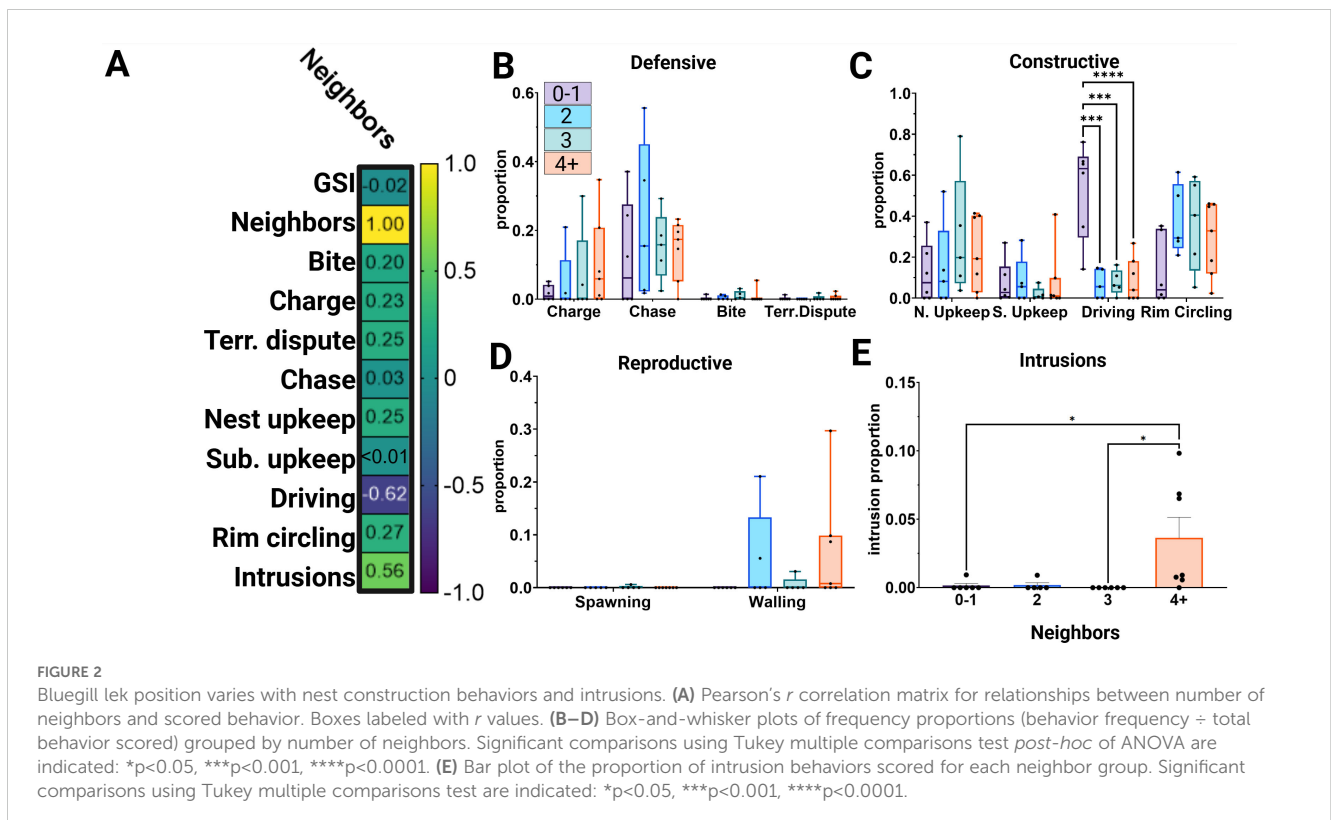 A
Neighbors
GSI
Neighbors
Bite
Charge
Terr. dispute
Chase
Nest upkeep
Sub. upkeep
Driving
Rim circling
Intrusions
-0.02
1.00
0.20
0.23
0.25
0.03
0.25
<0.01
-0.62
0.27
0.56
1.0
0.5
0
-0.5
-1.0
B
Defensive
0-1
2
3
4+
proportion
0.6
0.4
0.2
0.0
Charge Chase Bite Terr.Dispute
C
Constructive
****
***
***
proportion
1.0
0.8
0.6
0.4
0.2
0.0
N. Upkeep S. Upkeep Driving Rim Circling
D
Reproductive
proportion
0.4
0.3
0.2
0.1
0.0
Spawning Walling
E
Intrusions
*
*
intrusion proportion
0.15
0.10
0.05
0.00
0-1 2 3 4+
Neighbors
FIGURE 2
Bluegill lek position varies with nest construction behaviors and intrusions. (A) Pearson's r correlation matrix for relationships between number of
neighbors and scored behavior. Boxes labeled with r values. (B–D) Box-and-whisker plots of frequency proportions (behavior frequency ÷ total
behavior scored) grouped by number of neighbors. Significant comparisons using Tukey multiple comparisons test post-hoc of ANOVA are
indicated: *p<0.05, ***p<0.001, ****p<0.0001. (E) Bar plot of the proportion of intrusion behaviors scored for each neighbor group. Significant
comparisons using Tukey multiple comparisons test are indicated: *p<0.05, ***p<0.001, ****p<0.0001.